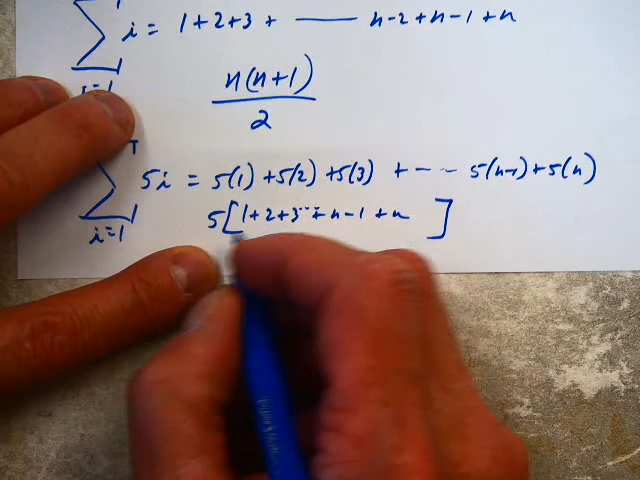 ∑ i = 1+2+3 + —— n-2+n-1+n
i=1
n(n+1)
2
∑ 5i = 5(1) +5(2) +5(3) + -- - 5(n-1)+5(n)
i=1
5[1+2+3--+n-1+n ]